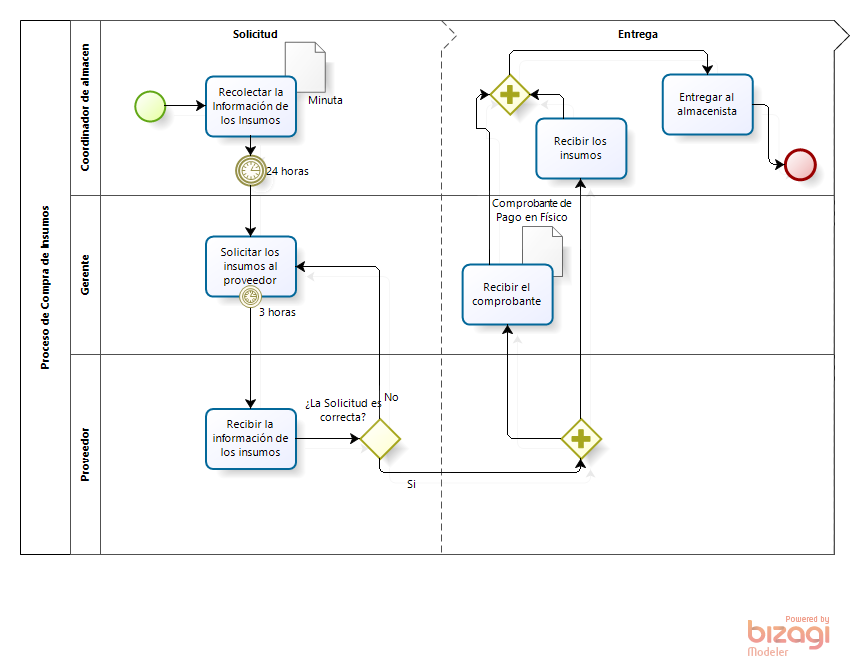 Proceso de Compra de Insumos
Solicitud
Entrega
Coordinador de almacen
Recolectar la
Información de
los Insumos
Minuta
24 horas
Recibir los
insumos
Entregar al
almacenista
Gerente
Solicitar los
insumos al
proveedor
3 horas
Comprobante de
Pago en Físico
Recibir el
comprobante
Proveedor
Recibir la
información de
los insumos
¿La Solicitud es
correcta?
No
Si
Powered by
bizagi
Modeler